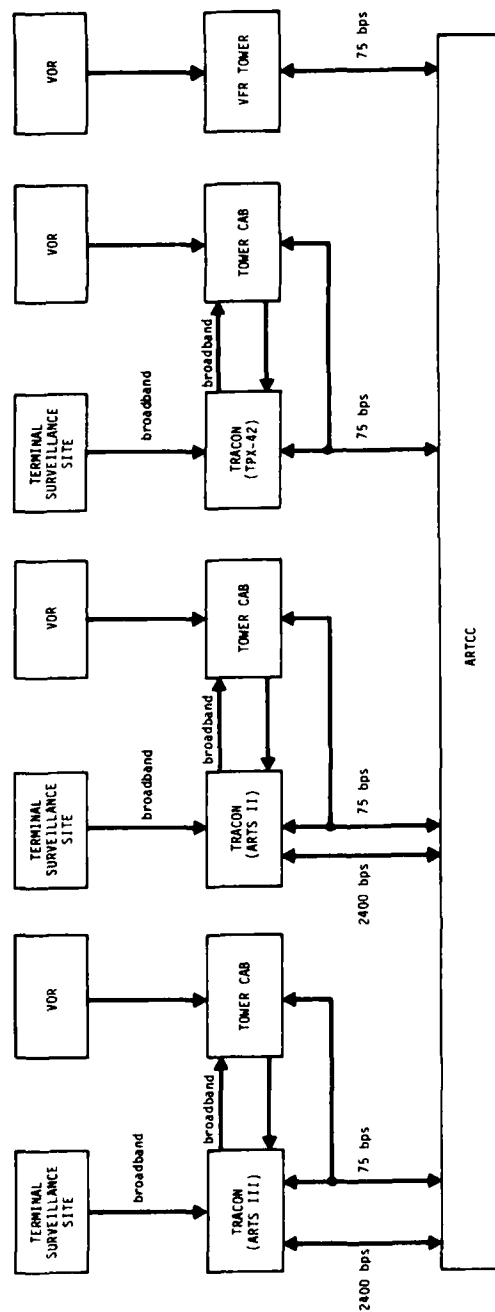 TERMINAL
SURVEILLANCE
SITE
VOR
TERMINAL
SURVEILLANCE
SITE
VOR
TERMINAL
SURVEILLANCE
SITE
VOR
VOR
broadband
broadband
broadband
TRACON
(ARTS III)
broadband
TOWER CAB
TRACON
(ARTS II)
broadband
TOWER CAB
TRACON
(TPX-42)
broadband
TOWER CAB
VFR TOWER
2400 bps
75 bps
2400 bps
75 bps
75 bps
75 bps
ARTCC